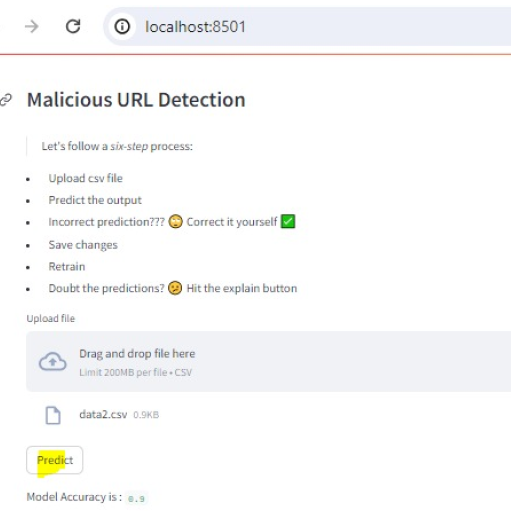 localhost:8501
Malicious URL Detection
Let's follow a six-step process:
• Upload csv file
• Predict the output
• Incorrect prediction??? 🙄 Correct it yourself ✅
• Save changes
• Retrain
• Doubt the predictions? 🤔 Hit the explain button
Upload file
Drag and drop file here
Limit 200MB per file • CSV
data2.csv 0.9KB
Predict
Model Accuracy is : 0.9